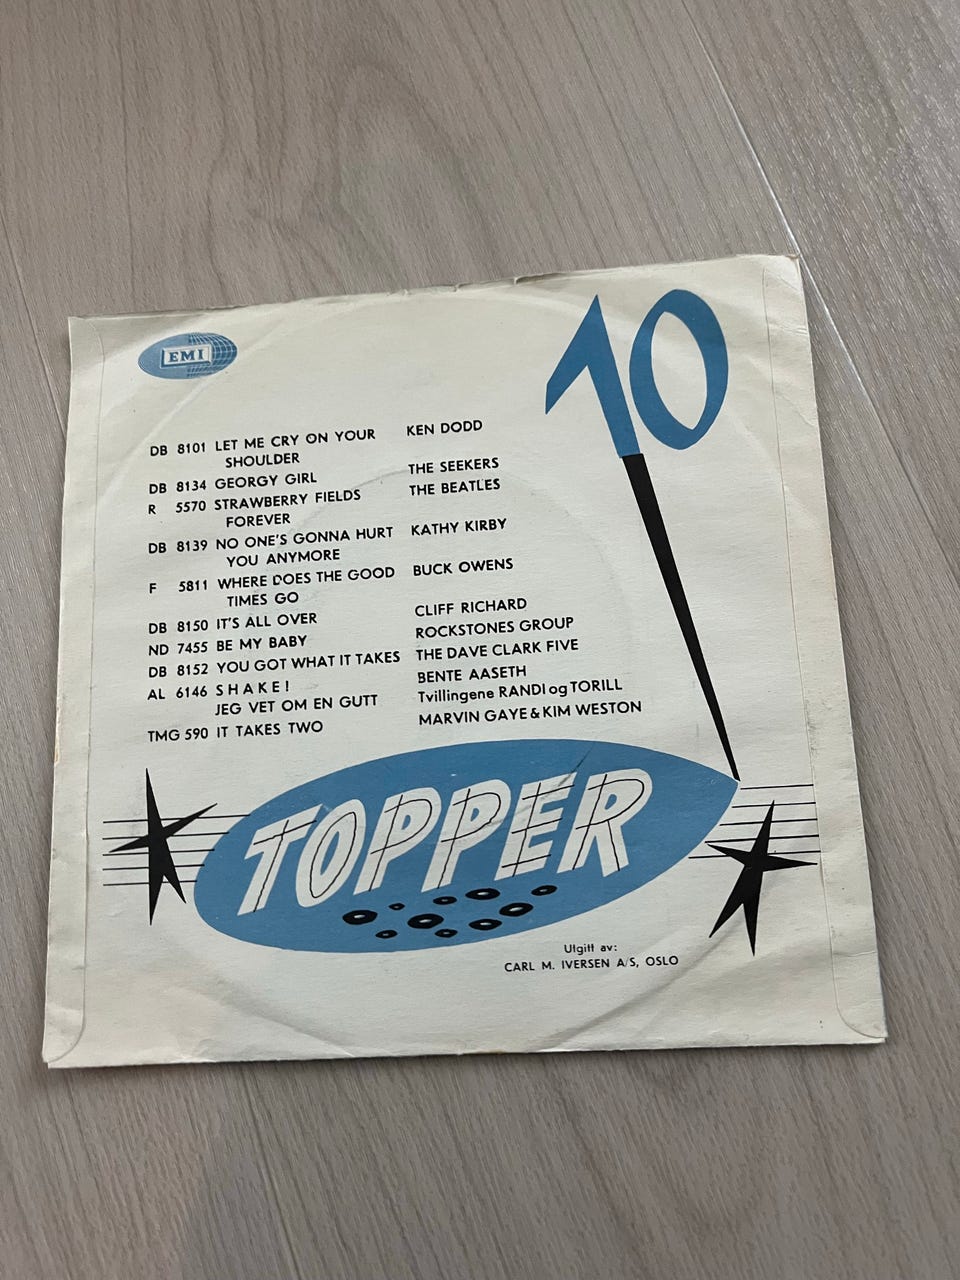 EMI
10
DB 8101 LET ME CRY ON YOUR SHOULDER KEN DODD
DB 8134 GEORGY GIRL THE SEEKERS
R 5570 STRAWBERRY FIELDS FOREVER THE BEATLES
DB 8139 NO ONE'S GONNA HURT YOU ANYMORE KATHY KIRBY
F 5811 WHERE DOES THE GOOD TIMES GO BUCK OWENS
DB 8150 IT'S ALL OVER CLIFF RICHARD
ND 7455 BE MY BABY ROCKSTONES GROUP
DB 8152 YOU GOT WHAT IT TAKES THE DAVE CLARK FIVE
AL 6146 SHAKE! BENTE AASETH
JEG VET OM EN GUTT Tvillingene RANDI og TORILL
TMG 590 IT TAKES TWO MARVIN GAYE & KIM WESTON
TOPPER
Utgitt av:
CARL M. IVERSEN A/S, OSLO